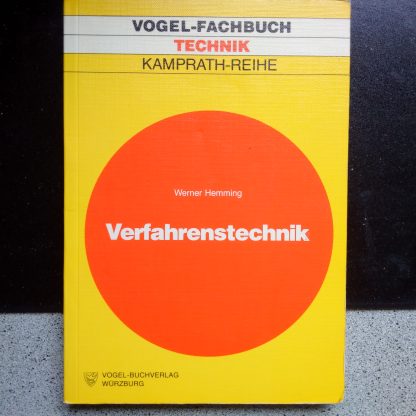 VOGEL-FACHBUCH
TECHNIK
KAMPRATH-REIHE
Werner Hemming
Verfahrenstechnik
VOGEL-BUCHVERLAG
WÜRZBURG